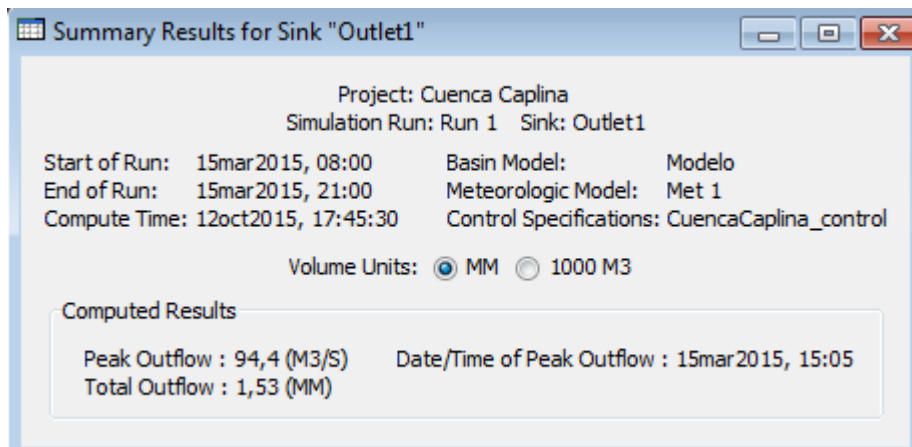 Summary Results for Sink "Outlet1"
Project: Cuenca Caplina
Simulation Run: Run 1 Sink: Outlet1
Start of Run: 15mar2015, 08:00 Basin Model: Modelo
End of Run: 15mar2015, 21:00 Meteorologic Model: Met 1
Compute Time: 12oct2015, 17:45:30 Control Specifications: CuencaCaplina_control
Volume Units: MM 1000 M3
Computed Results
Peak Outflow : 94,4 (M3/S) Date/Time of Peak Outflow : 15mar2015, 15:05
Total Outflow : 1,53 (MM)